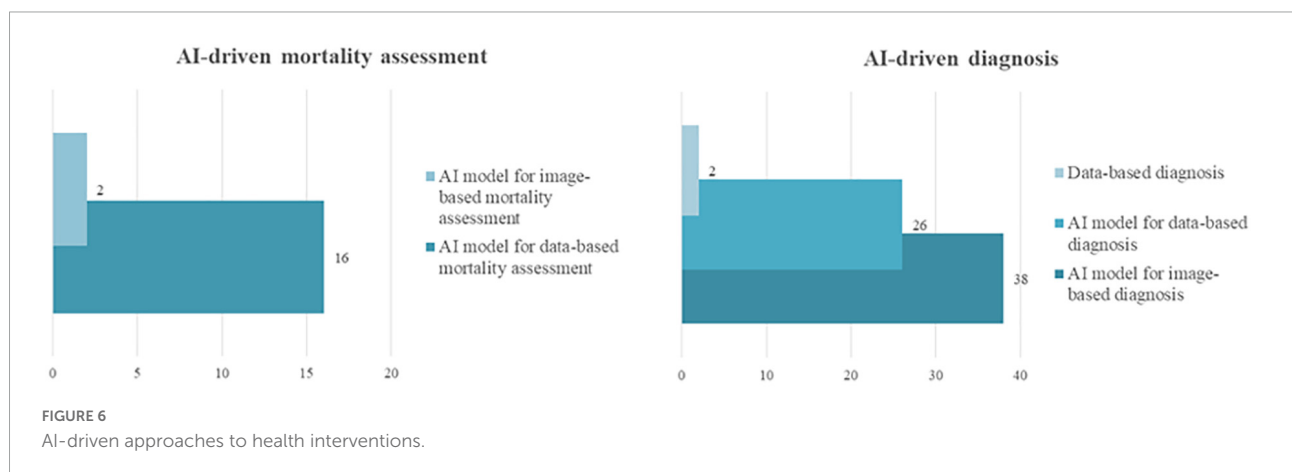 AI-driven mortality assessment
2
16
AI model for image-
based mortality
assessment
AI model for data-based
mortality assessment
0 5 10 15 20
AI-driven diagnosis
2
26
38
Data-based diagnosis
AI model for data-based
diagnosis
AI model for image-
based diagnosis
0 10 20 30 40
FIGURE 6
AI-driven approaches to health interventions.